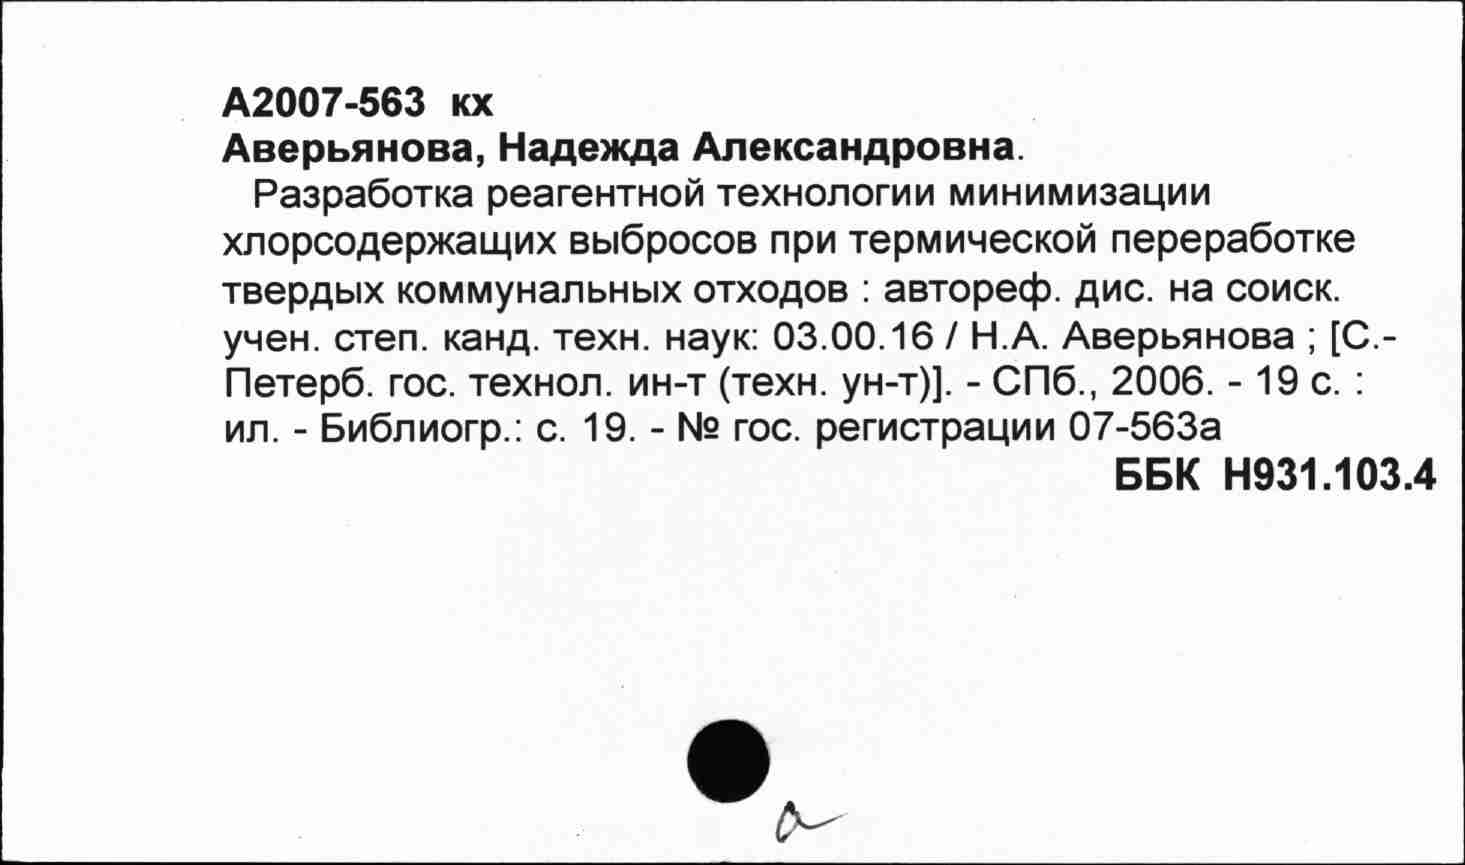 А2007-563 кх
Аверьянова, Надежда Александровна.
Разработка реагентной технологии минимизации
хлорсодержащих выбросов при термической переработке
твердых коммунальных отходов : автореф. дис. на соиск.
учен. степ. канд. техн. наук: 03.00.16 / Н.А. Аверьянова ; [С.-
Петерб. гос. технол. ин-т (техн. ун-т)]. - СПб., 2006. - 19 с. :
ил. - Библиогр.: с. 19. - № гос. регистрации 07-563а
ББК Н931.103.4
а